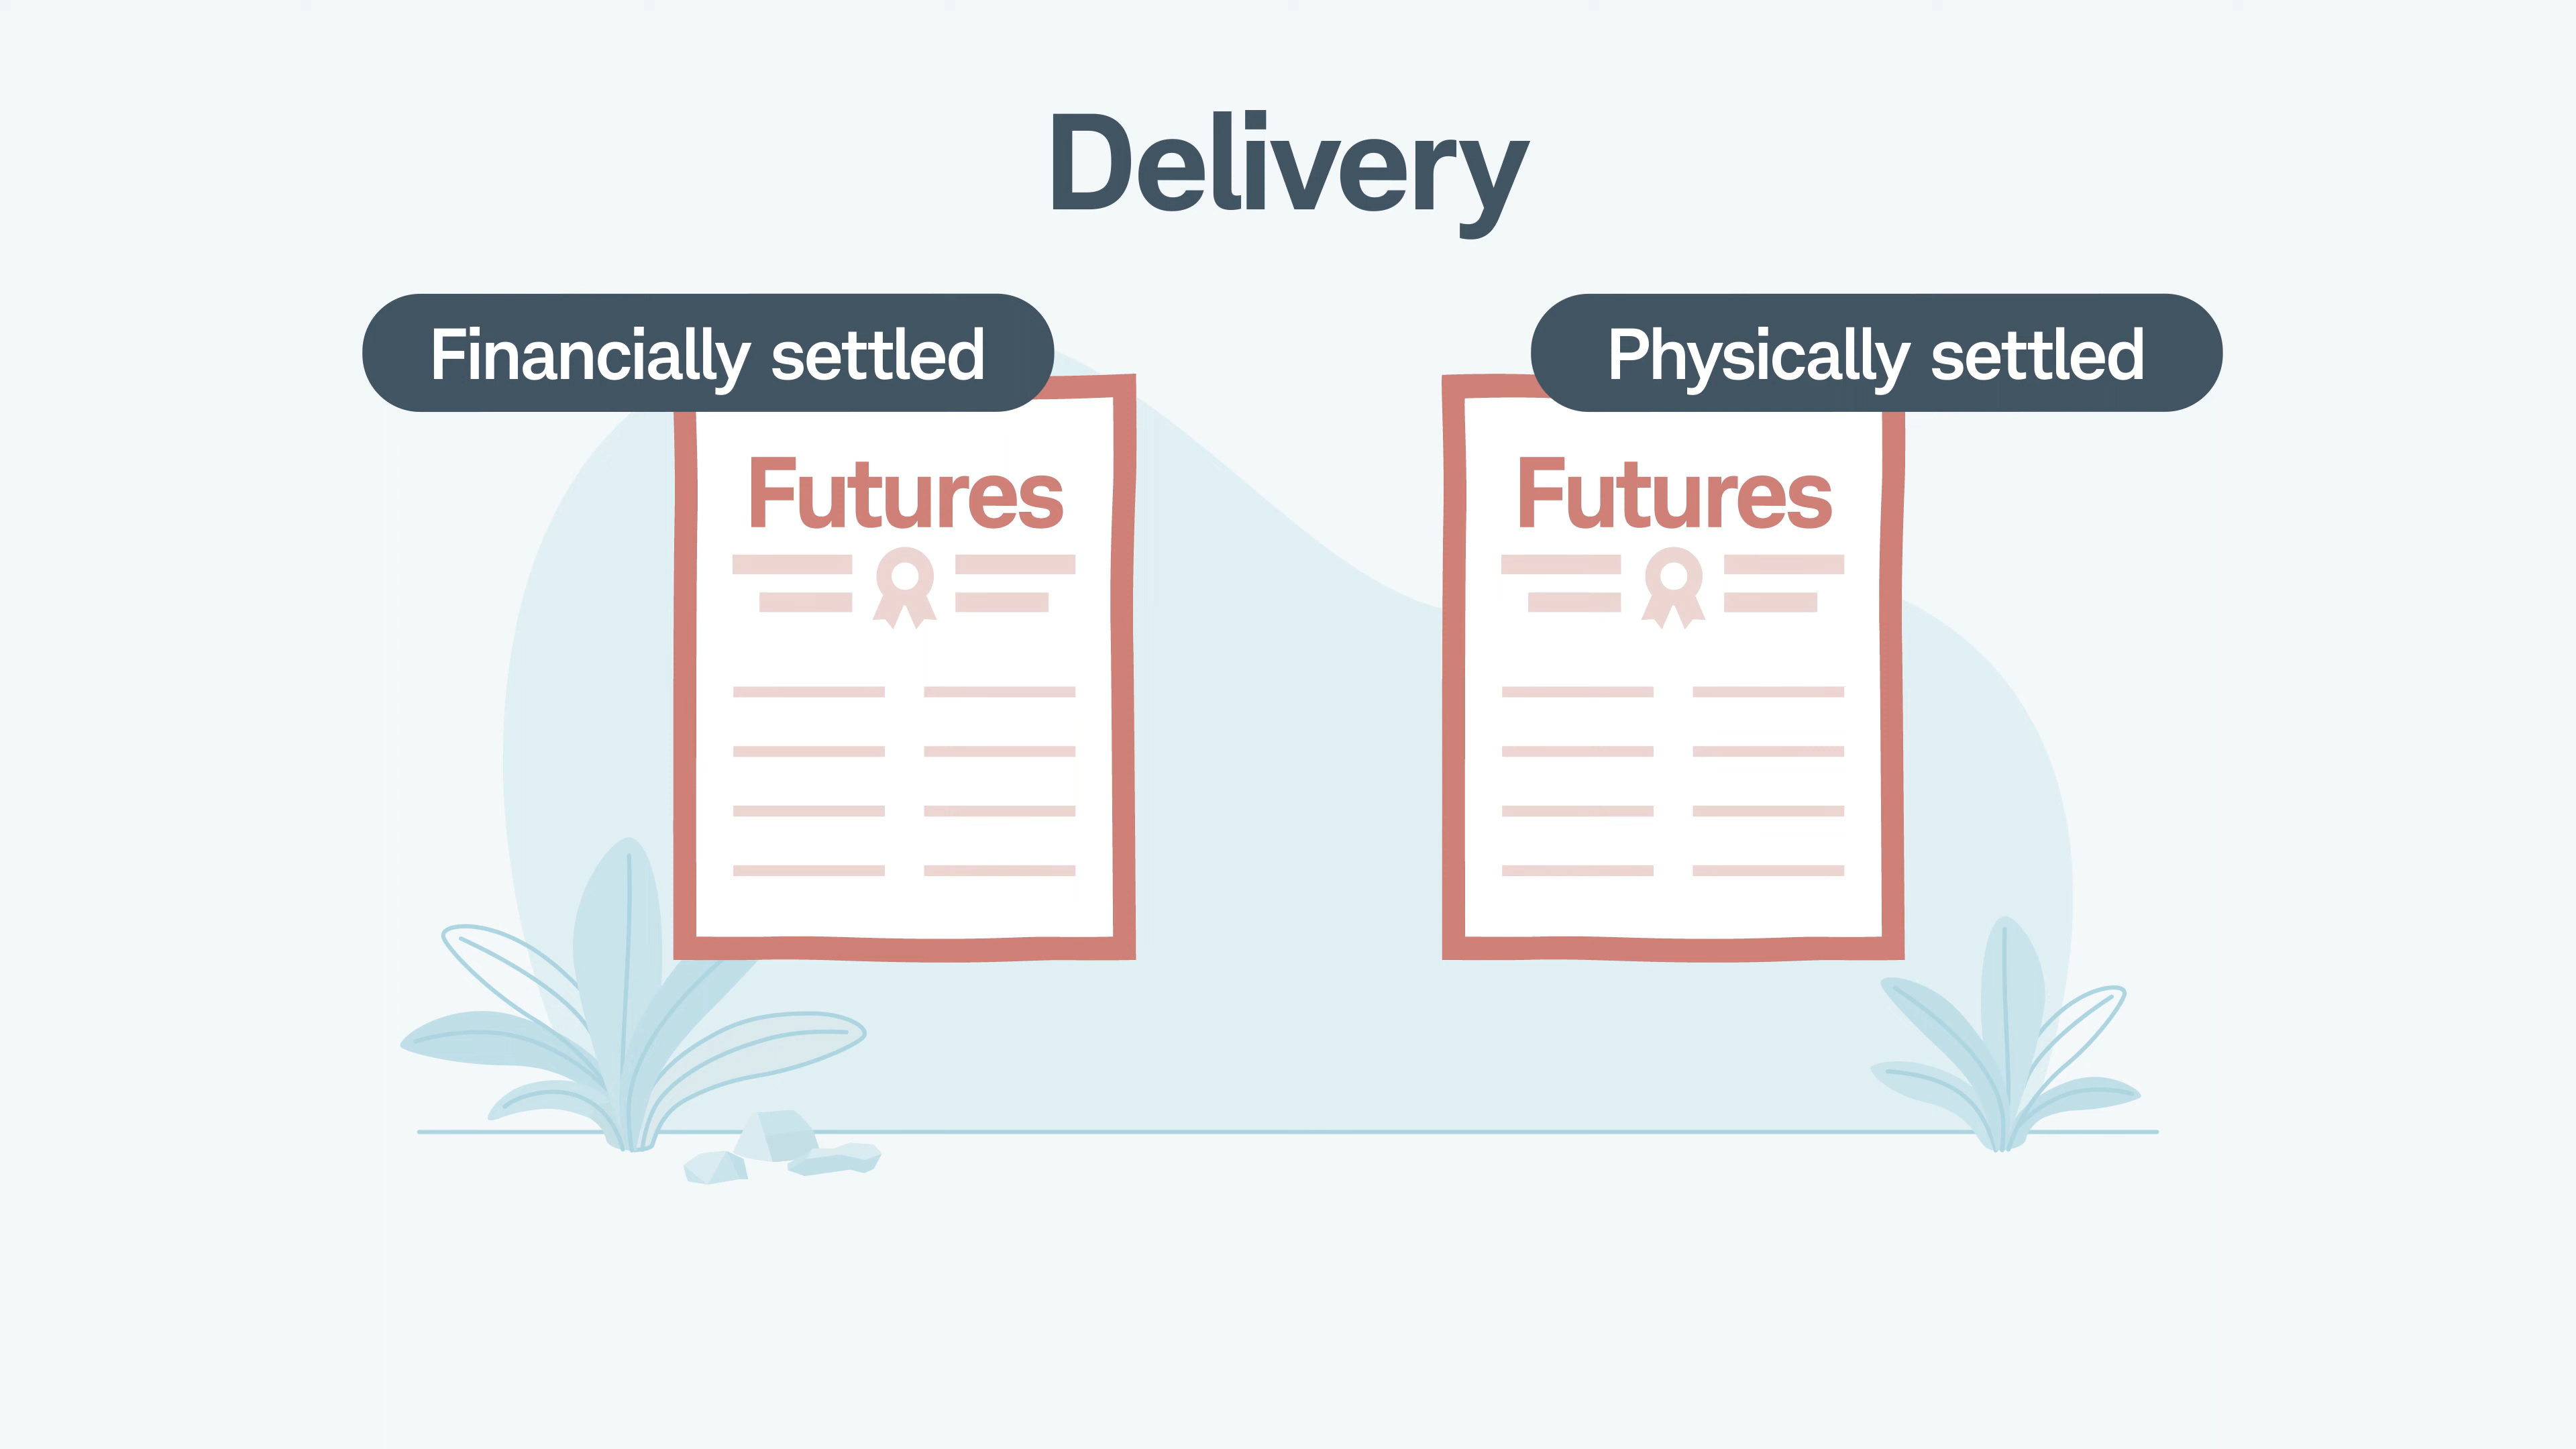 Delivery
Financially settled
Physically settled
Futures
Futures